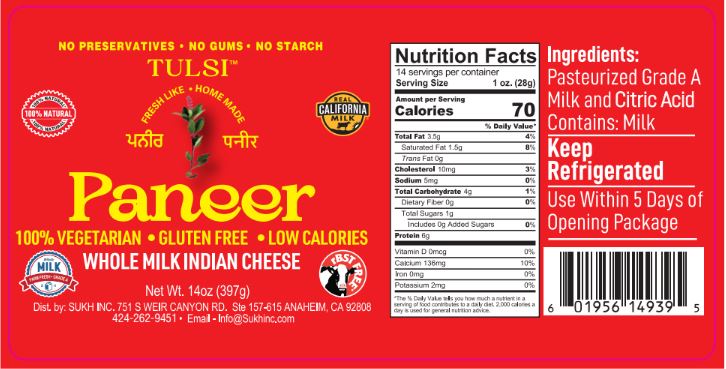 NO PRESERVATIVES • NO GUMS • NO STARCH
TULSI™
FRESH LIKE • HOME MADE
100% NATURAL
100% NATURAL
100% NATURAL
REAL
CALIFORNIA
MILK
ਪਨੀਰ
पनीर
Paneer
100% VEGETARIAN • GLUTEN FREE • LOW CALORIES
MILK
WHOLE MILK INDIAN CHEESE
rBST FREE
Net Wt. 14oz (397g)
Dist. by: SUKH INC. 751 S WEIR CANYON RD. Ste 157-615 ANAHEIM, CA 92808
424-262-9451 • Email - Info@Sukhinc.com
Nutrition Facts
14 servings per container
Serving Size 1 oz. (28g)
Amount per Serving
Calories 70
% Daily Value*
Total Fat 3.5g 4%
Saturated Fat 1.5g 8%
Trans Fat 0g
Cholesterol 10mg 3%
Sodium 5mg 0%
Total Carbohydrate 4g 1%
Dietary Fiber 0g 0%
Total Sugars 1g
Includes 0g Added Sugars 0%
Protein 6g
Vitamin D 0mcg 0%
Calcium 136mg 10%
Iron 0mg 0%
Potassium 2mg 0%
*The % Daily Value tells you how much a nutrient in a
serving of food contributes to a daily diet. 2,000 calories a
day is used for general nutrition advice.
Ingredients:
Pasteurized Grade A
Milk and Citric Acid
Contains: Milk
Keep
Refrigerated
Use Within 5 Days of
Opening Package
6 01956 14939 5